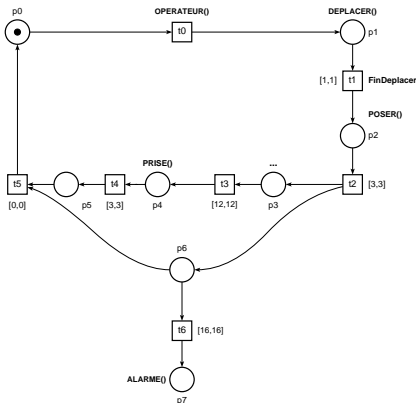 OPERATEUR()
DEPLACER()
p0
t0
p1
[1,1]
t1
FinDeplacer
POSER()
p2
PRISE()
...
t5
t4
t3
t2
[3,3]
p5
[3,3]
p4
[12,12]
p3
[0,0]
p6
t6
[16,16]
ALARME()
p7